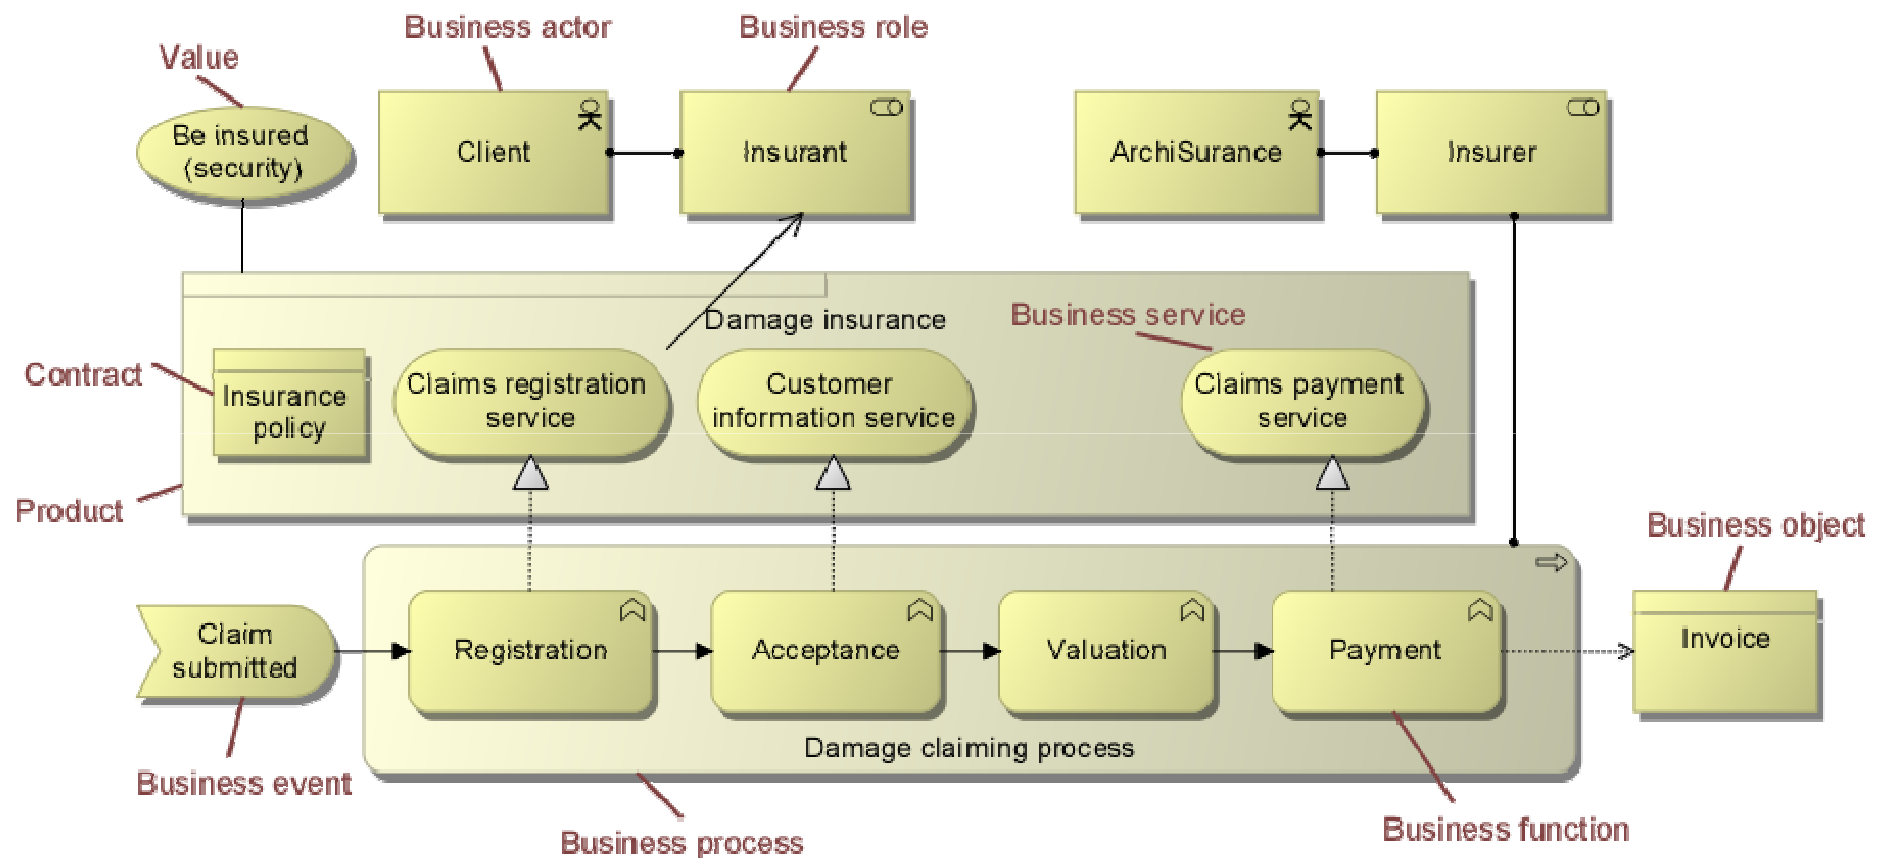 Business actor
Business role
Value
Be insured
(security)
Client
Insurant
ArchiSurance
Insurer
Damage insurance
Business service
Contract
Insurance
policy
Claims registration
service
Customer
information service
Claims payment
service
Product
Business object
Claim
submitted
Registration
Acceptance
Valuation
Payment
Invoice
Damage claiming process
Business event
Business process
Business function